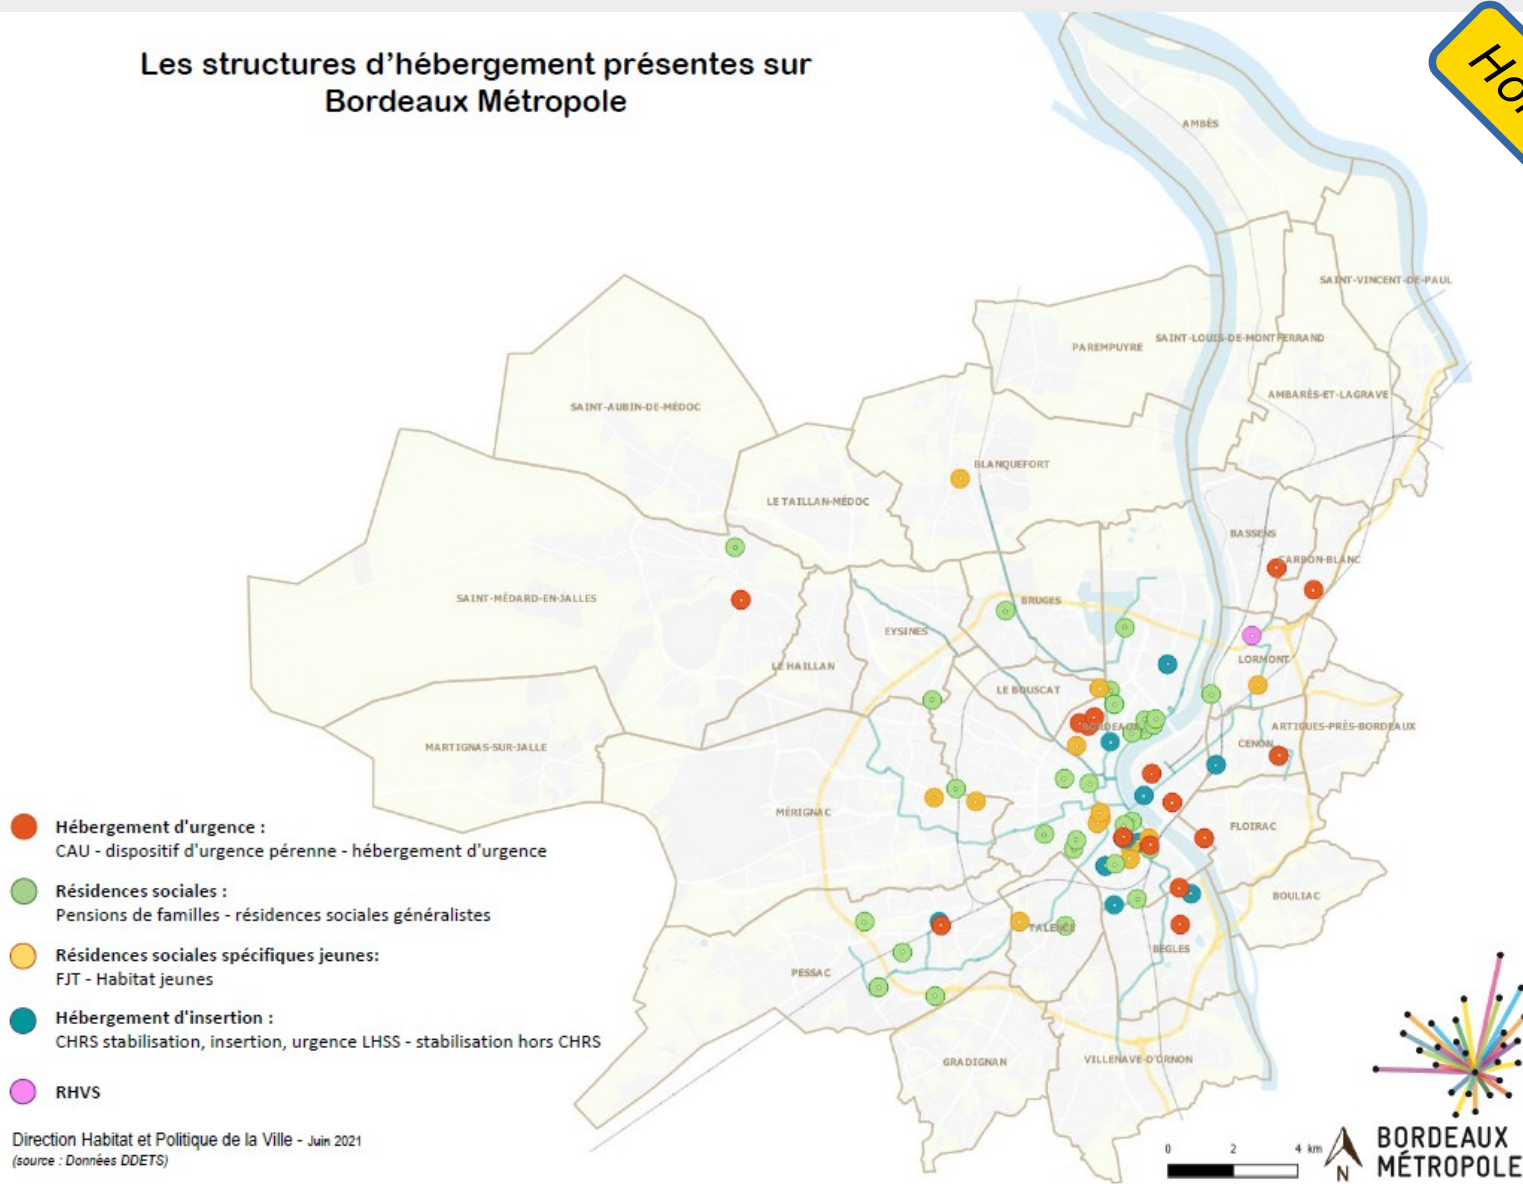 Les structures d'hébergement présentes sur
Bordeaux Métropole
AMBÈS
SAINT-VINCENT-DE-PAUL
PAREMPUYRE
SAINT-LOUIS-DE-MONTFERRAND
AMBARÈS-ET-LAGRAVE
SAINT-AUBIN-DE-MÉDOC
BLANQUEFORT
LE TAILLAN-MÉDOC
BASSENS
CARBON-BLANC
SAINT-MÉDARD-EN-JALLES
BRUGES
EYSINES
LE HAILLAN
LORMONT
LE BOUSCAT
BORDEAUX
ARTIGUES-PRÈS-BORDEAUX
CENON
MARTIGNAS-SUR-JALLE
MÉRIGNAC
FLOIRAC
BOULIAC
TALENCE
BÈGLES
PESSAC
GRADIGNAN
VILLENAVE-D'ORNON
Hébergement d'urgence :
CAU - dispositif d'urgence pérenne - hébergement d'urgence
Résidences sociales :
Pensions de familles - résidences sociales généralistes
Résidences sociales spécifiques jeunes:
FJT - Habitat jeunes
Hébergement d'insertion :
CHRS stabilisation, insertion, urgence LHSS - stabilisation hors CHRS
RHVS
Direction Habitat et Politique de la Ville - Juin 2021
(source : Données DDETS)
0 2 4 km
N
BORDEAUX
MÉTROPOLE